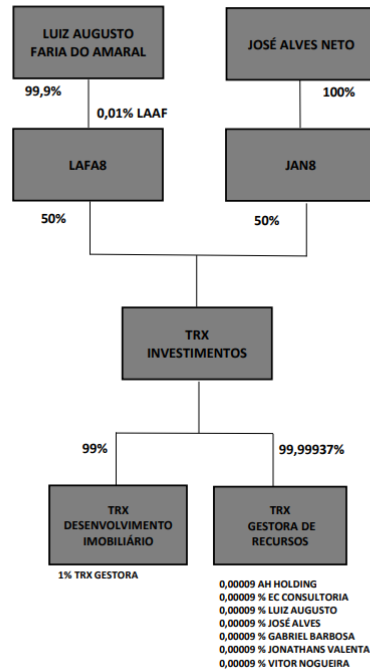 LUIZ AUGUSTO
FARIA DO AMARAL
JOSÉ ALVES NETO
99,9%
100%
0,01% LAAF
LAFA8
JAN8
50%
50%
TRX
INVESTIMENTOS
99%
99,99937%
TRX
DESENVOLVIMENTO
IMOBILIÁRIO
TRX
GESTORA DE
RECURSOS
1% TRX GESTORA
0,00009 AH HOLDING
0,00009 % EC CONSULTORIA
0,00009 % LUIZ AUGUSTO
0,00009 % JOSÉ ALVES
0,00009 % GABRIEL BARBOSA
0,00009 % JONATHANS VALENTA
0,00009 % VITOR NOGUEIRA